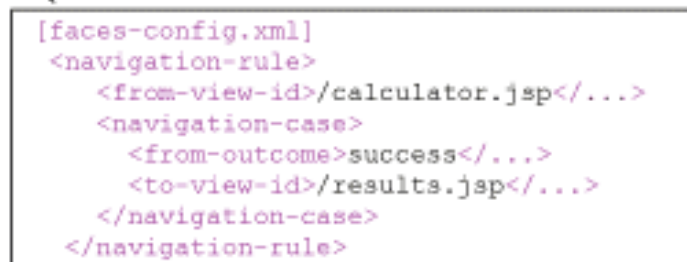 [faces-config.xml]
<navigation-rule>
<from-view-id>/calculator.jsp</...>
<navigation-case>
<from-outcome>success</...>
<to-view-id>/results.jsp</...>
</navigation-case>
</navigation-rule>